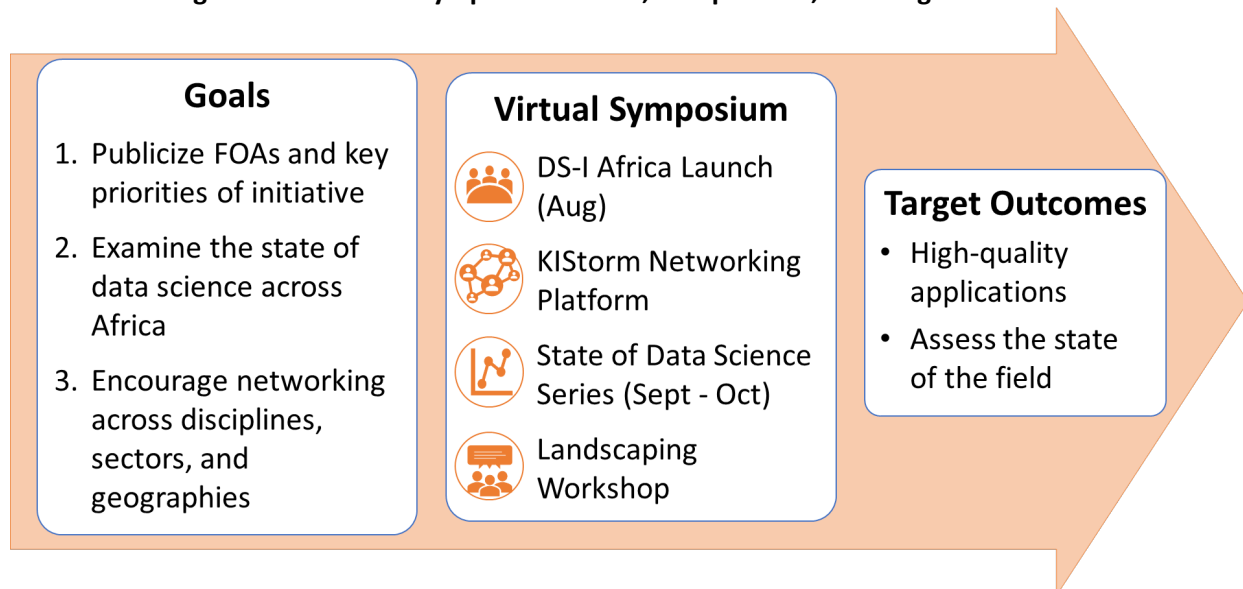 Goals
1. Publicize FOAs and key
priorities of initiative
2. Examine the state of
data science across
Africa
3. Encourage networking
across disciplines,
sectors, and
geographies
Virtual Symposium
DS-I Africa Launch
(Aug)
KIStorm Networking
Platform
State of Data Science
Series (Sept - Oct)
Landscaping
Workshop
Target Outcomes
• High-quality
applications
• Assess the state
of the field